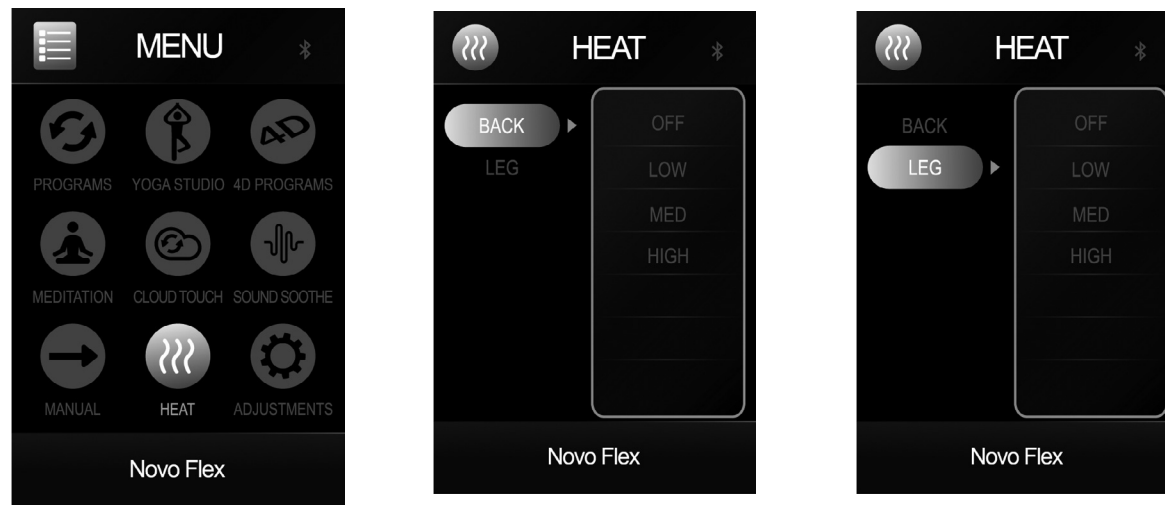 MENU
PROGRAMS YOGA STUDIO 4D PROGRAMS
MEDITATION CLOUD TOUCH SOUND SOOTHE
MANUAL HEAT ADJUSTMENTS
Novo Flex
HEAT
BACK
LEG
OFF
LOW
MED
HIGH
Novo Flex
HEAT
BACK
LEG
OFF
LOW
MED
HIGH
Novo Flex